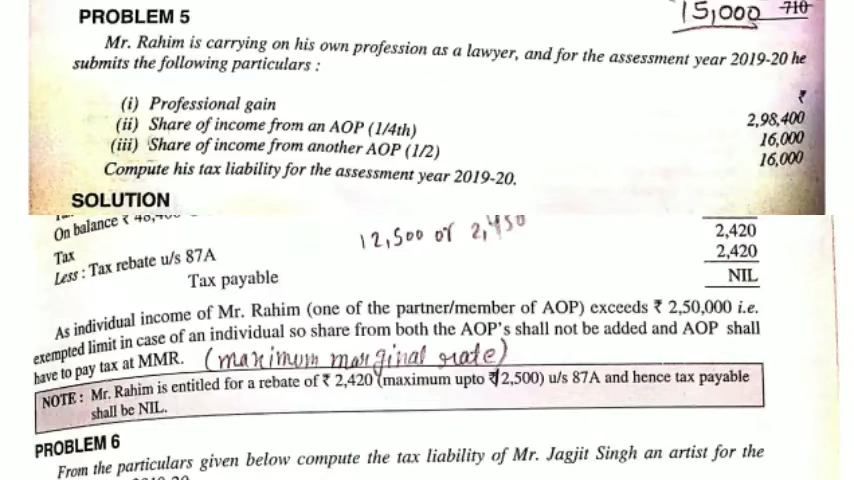 15,000 710
PROBLEM 5
Mr. Rahim is carrying on his own profession as a lawyer, and for the assessment year 2019-20 he
submits the following particulars :
₹
(i) Professional gain 2,98,400
(ii) Share of income from an AOP (1/4th) 16,000
(iii) Share of income from another AOP (1/2) 16,000
Compute his tax liability for the assessment year 2019-20.
SOLUTION
On balance ₹
Tax 2,420
12,500 or 2,450
Less : Tax rebate u/s 87A 2,420
Tax payable NIL
As individual income of Mr. Rahim (one of the partner/member of AOP) exceeds ₹ 2,50,000 i.e.
exempted limit in case of an individual so share from both the AOP's shall not be added and AOP shall
have to pay tax at MMR. (maximum marginal rate)
NOTE : Mr. Rahim is entitled for a rebate of ₹ 2,420 (maximum upto ₹12,500) u/s 87A and hence tax payable
shall be NIL.
PROBLEM 6
From the particulars given below compute the tax liability of Mr. Jagjit Singh an artist for the